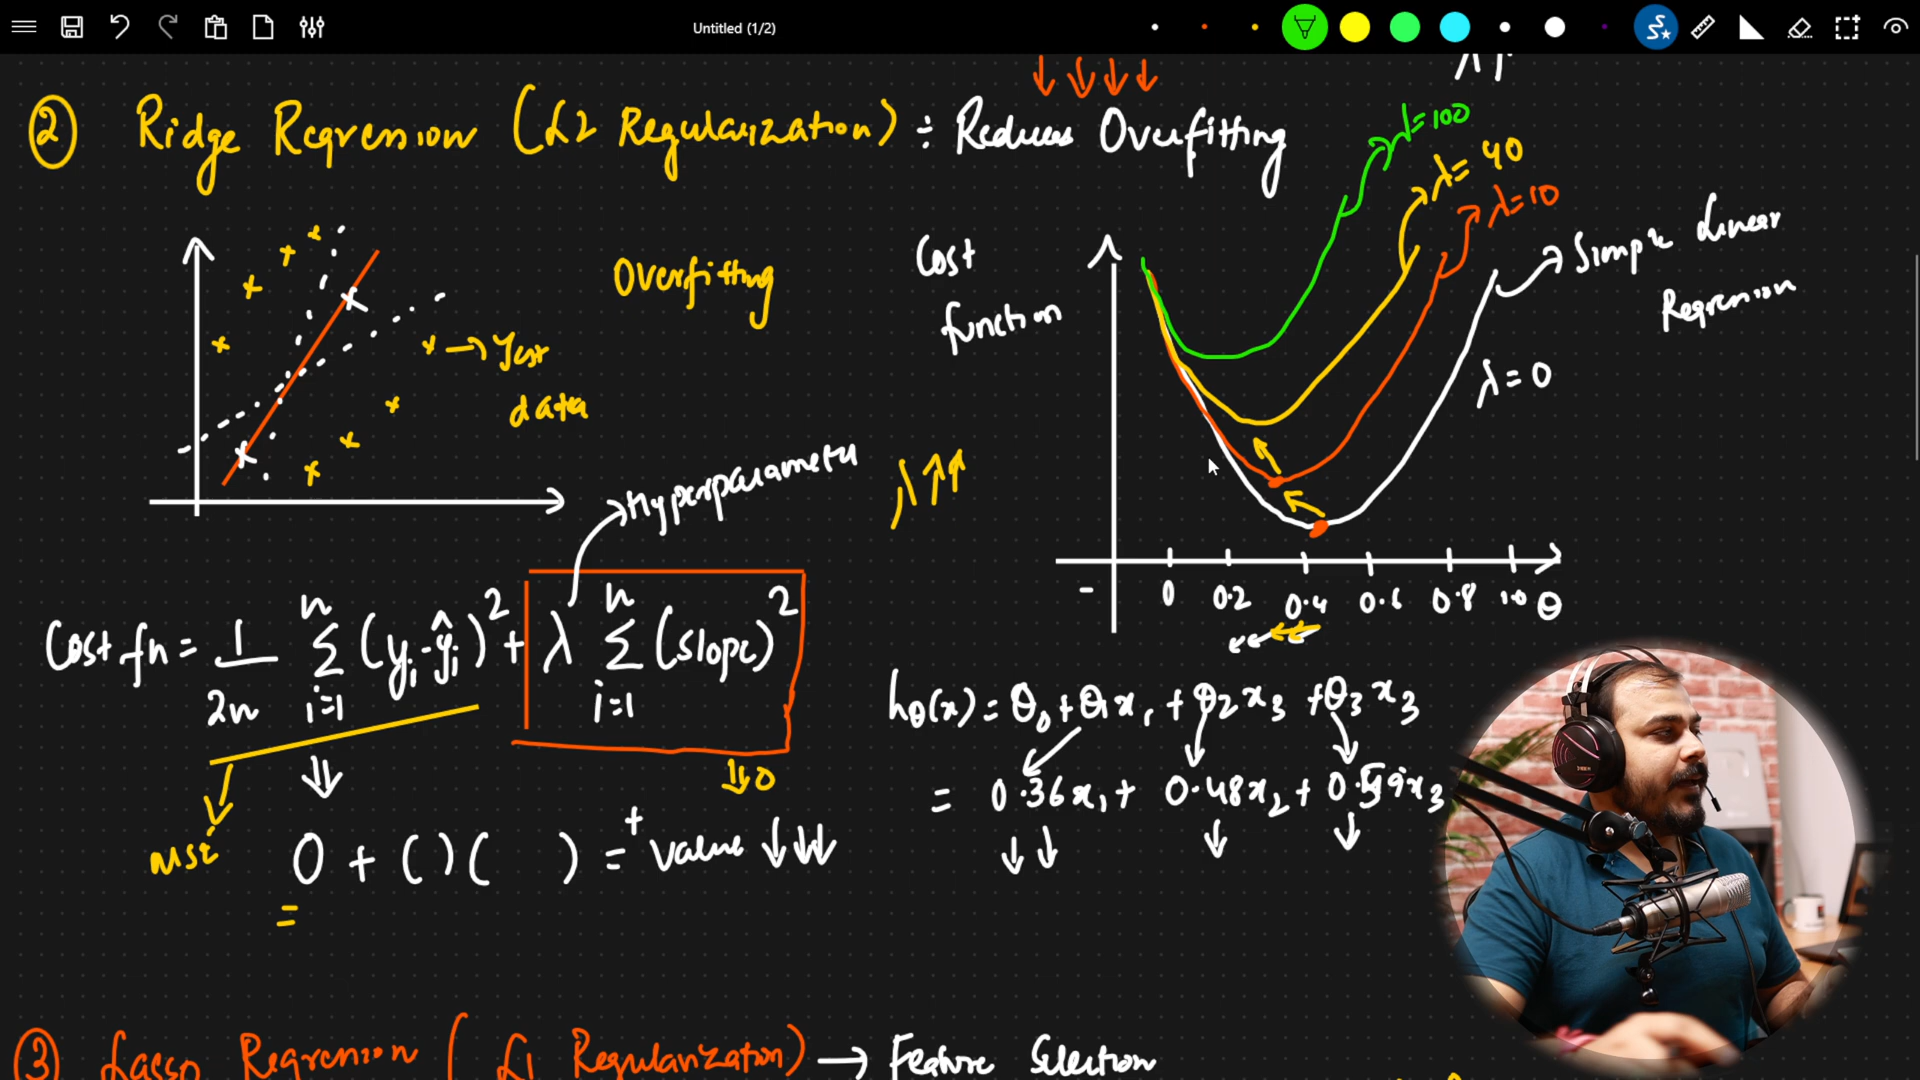 Untitled (1/2)
② Ridge Regression (L2 Regularization) ÷ Reduces Overfitting
λ=100
λ=40
λ=10
Simple Linear
Regression
λ=0
Cost
function
Overfitting
→ Test
data
Hyperparameter
λ↑↑
- 0 0.2 0.4 0.6 0.8 1.0 θ
Cost fn = 1/2n n Σ i=1 (yi-ŷi)² + λ n Σ i=1 (slope)²
MSE
⇓0
0 + ( ) ( ) = + Value ↓↓↓
=
hθ(x) = θ0 + θ1x1 + θ2x3 + θ3x3
= 0.36x1 + 0.48x2 +
③ Lasso Regression (L1 Regularization) → Feature Selection